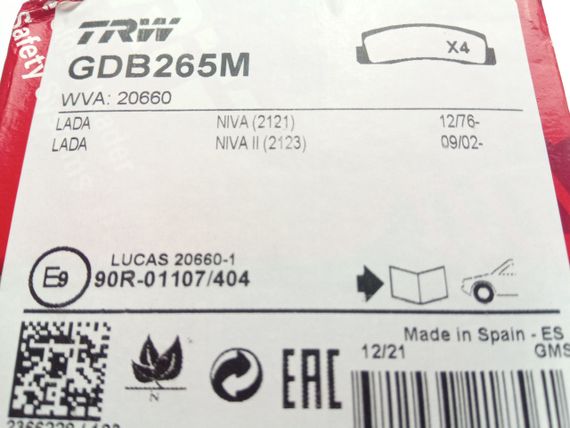 Safety
TRW
X4
GDB265M
WVA: 20660
LADA NIVA (2121) 12/76-
LADA NIVA II (2123) 09/02-
LUCAS 20660-1
E9 90R-01107/404
Made in Spain - ES
12/21 GMS
N
EAC